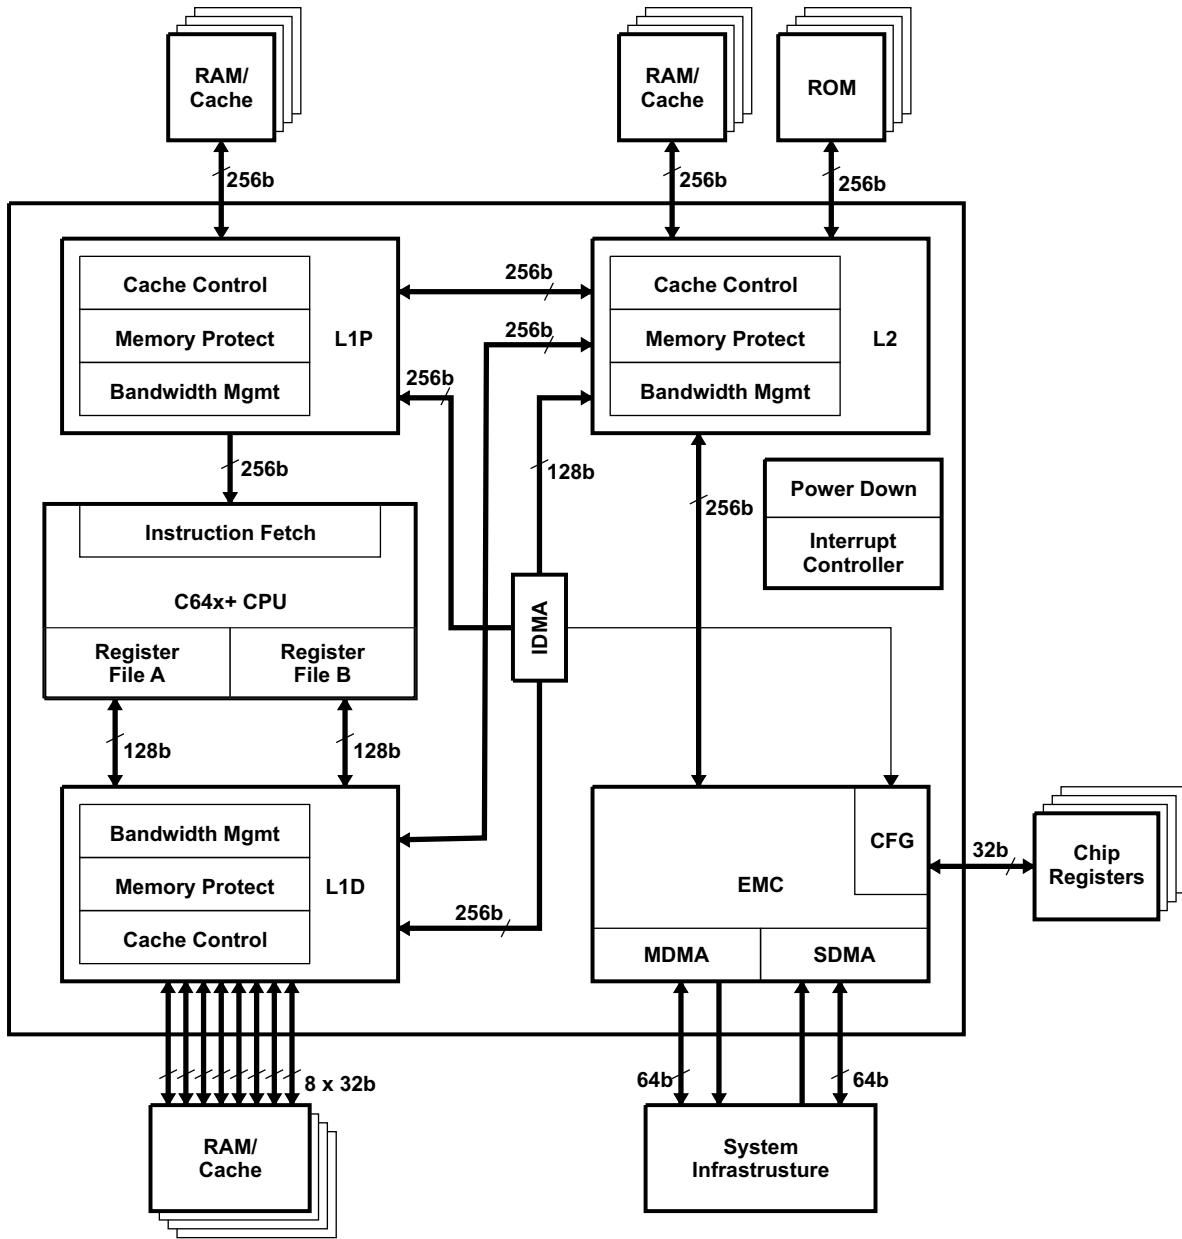 RAM/
Cache
RAM/
Cache
ROM
256b
256b
256b
Cache Control
Memory Protect
Bandwidth Mgmt
L1P
256b
256b
256b
Cache Control
Memory Protect
Bandwidth Mgmt
L2
256b
128b
256b
Power Down
Interrupt
Controller
Instruction Fetch
C64x+ CPU
Register
File A
Register
File B
IDMA
128b
128b
Bandwidth Mgmt
Memory Protect
Cache Control
L1D
256b
EMC
CFG
MDMA
SDMA
32b
Chip
Registers
8 x 32b
64b
64b
RAM/
Cache
System
Infrastrusture